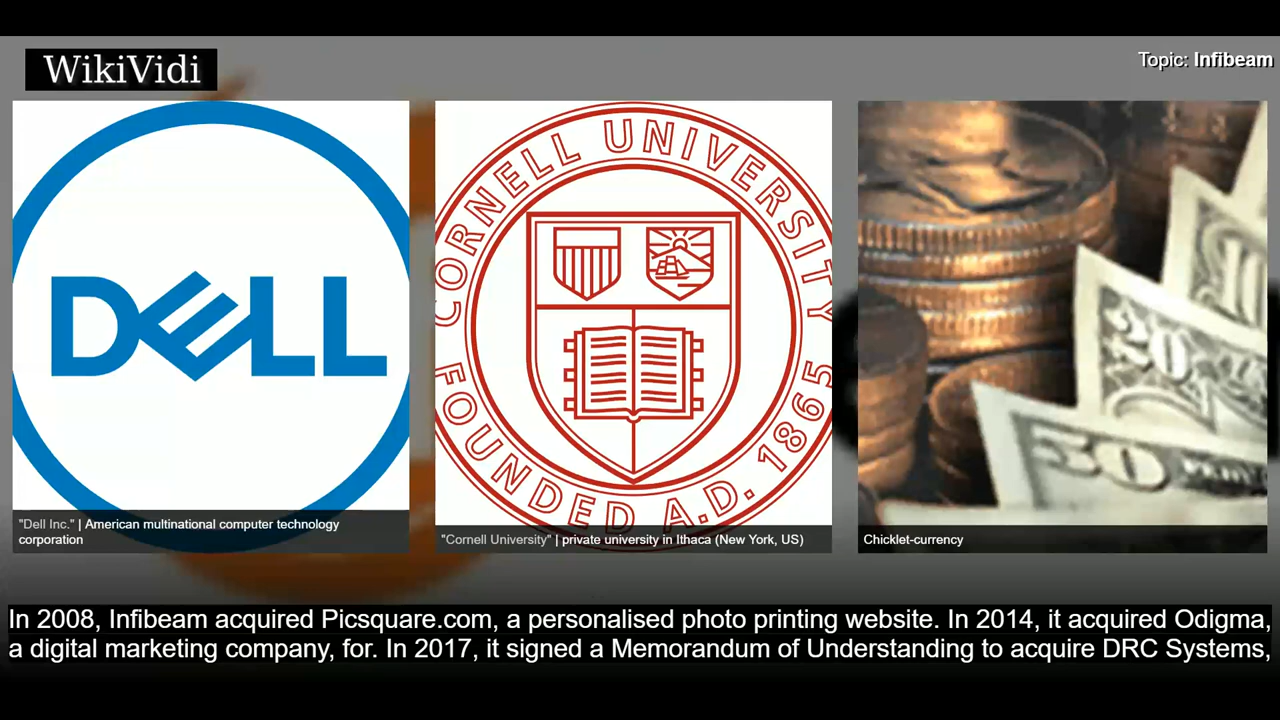 WikiVidi
Topic: Infibeam
DELL
CORNELL UNIVERSITY
FOUNDED A.D. 1865
20
50
"Dell Inc." | American multinational computer technology
corporation
"Cornell University" | private university in Ithaca (New York, US)
Chicklet-currency
In 2008, Infibeam acquired Picsquare.com, a personalised photo printing website. In 2014, it acquired Odigma,
a digital marketing company, for. In 2017, it signed a Memorandum of Understanding to acquire DRC Systems,